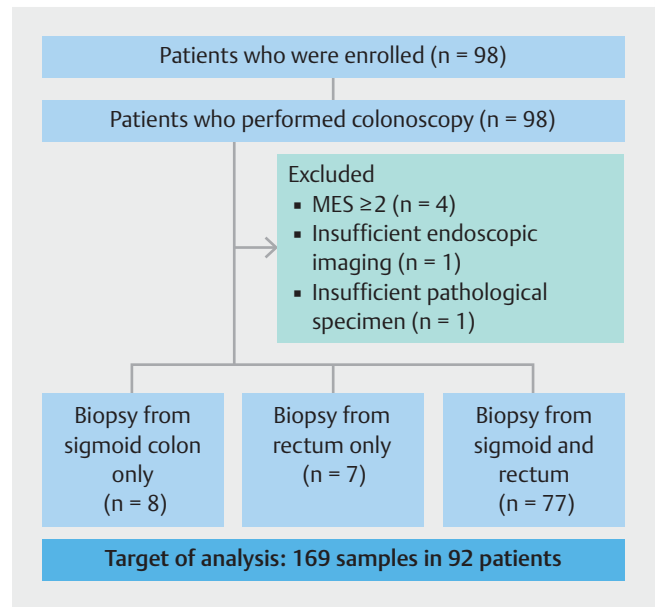 Patients who were enrolled (n = 98)
Patients who performed colonoscopy (n = 98)
Excluded
▪ MES ≥2 (n = 4)
▪ Insufficient endoscopic
imaging (n = 1)
▪ Insufficient pathological
specimen (n = 1)
Biopsy from
sigmoid colon
only
(n = 8)
Biopsy from
rectum only
(n = 7)
Biopsy from
sigmoid and
rectum
(n = 77)
Target of analysis: 169 samples in 92 patients